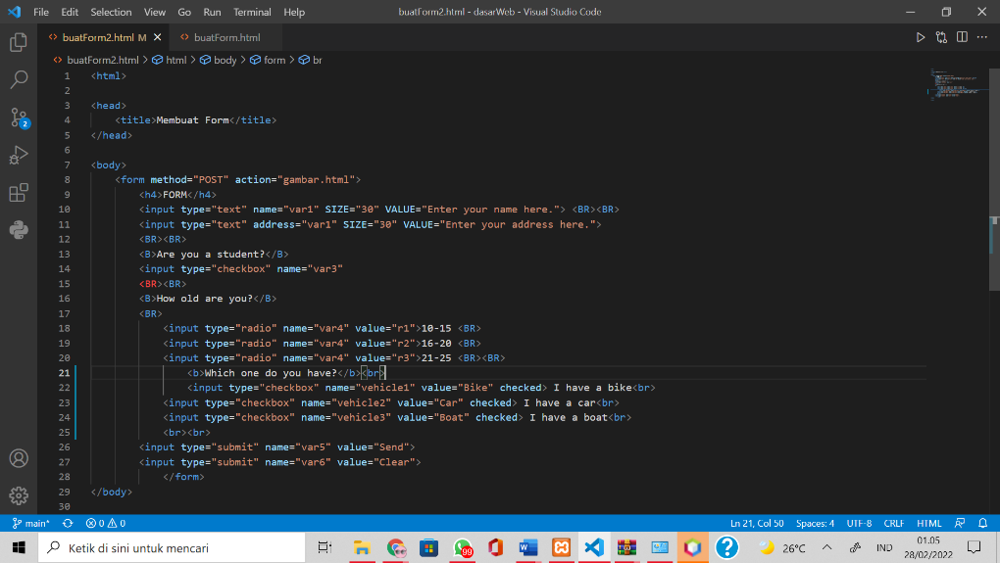 File Edit Selection View Go Run Terminal Help buatForm2.html - dasarWeb - Visual Studio Code
buatForm2.html M buatForm.html
buatForm2.html > html > body > form > br
1 <html>
2
3 <head>
4 <title>Membuat Form</title>
5 </head>
6
7 <body>
8 <form method="POST" action="gambar.html">
9 <h4>FORM</h4>
10 <input type="text" name="var1" SIZE="30" VALUE="Enter your name here."> <BR><BR>
11 <input type="text" address="var1" SIZE="30" VALUE="Enter your address here.">
12 <BR><BR>
13 <B>Are you a student?</B>
14 <input type="checkbox" name="var3"
15 <BR><BR>
16 <B>How old are you?</B>
17 <BR>
18 <input type="radio" name="var4" value="r1">10-15 <BR>
19 <input type="radio" name="var4" value="r2">16-20 <BR>
20 <input type="radio" name="var4" value="r3">21-25 <BR><BR>
21 <b>Which one do you have?</b><br>
22 <input type="checkbox" name="vehicle1" value="Bike" checked> I have a bike<br>
23 <input type="checkbox" name="vehicle2" value="Car" checked> I have a car<br>
24 <input type="checkbox" name="vehicle3" value="Boat" checked> I have a boat<br>
25 <br><br>
26 <input type="submit" name="var5" value="Send">
27 <input type="submit" name="var6" value="Clear">
28 </form>
29 </body>
30
2
main* 0 0 Ln 21, Col 50 Spaces: 4 UTF-8 CRLF HTML
Ketik di sini untuk mencari 99 26°C IND 01.05
28/02/2022